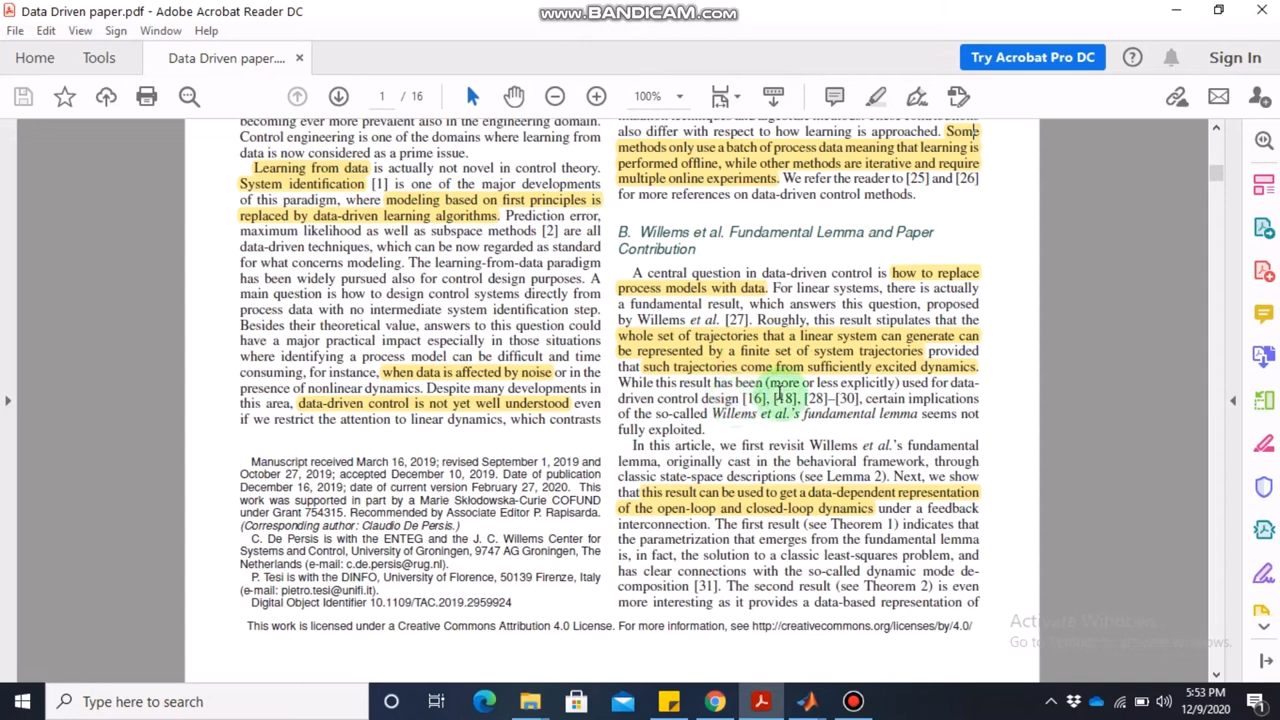 Data Driven paper.pdf - Adobe Acrobat Reader DC
www.BANDICAM.com
File Edit View Sign Window Help
Home Tools Data Driven paper.... × Try Acrobat Pro DC Sign In
1 / 16 100%
becoming ever more prevalent also in the engineering domain.
Control engineering is one of the domains where learning from
data is now considered as a prime issue.
Learning from data is actually not novel in control theory.
System identification [1] is one of the major developments
of this paradigm, where modeling based on first principles is
replaced by data-driven learning algorithms. Prediction error,
maximum likelihood as well as subspace methods [2] are all
data-driven techniques, which can be now regarded as standard
for what concerns modeling. The learning-from-data paradigm
has been widely pursued also for control design purposes. A
main question is how to design control systems directly from
process data with no intermediate system identification step.
Besides their theoretical value, answers to this question could
have a major practical impact especially in those situations
where identifying a process model can be difficult and time
consuming, for instance, when data is affected by noise or in the
presence of nonlinear dynamics. Despite many developments in
this area, data-driven control is not yet well understood even
if we restrict the attention to linear dynamics, which contrasts
Manuscript received March 16, 2019; revised September 1, 2019 and
October 27, 2019; accepted December 10, 2019. Date of publication
December 16, 2019; date of current version February 27, 2020. This
work was supported in part by a Marie Skłodowska-Curie COFUND
under Grant 754315. Recommended by Associate Editor P. Rapisarda.
(Corresponding author: Claudio De Persis.)
C. De Persis is with the ENTEG and the J. C. Willems Center for
Systems and Control, University of Groningen, 9747 AG Groningen, The
Netherlands (e-mail: c.de.persis@rug.nl).
P. Tesi is with the DINFO, University of Florence, 50139 Firenze, Italy
(e-mail: pietro.tesi@unifi.it).
Digital Object Identifier 10.1109/TAC.2019.2959924
also differ with respect to how learning is approached. Some
methods only use a batch of process data meaning that learning is
performed offline, while other methods are iterative and require
multiple online experiments. We refer the reader to [25] and [26]
for more references on data-driven control methods.
B. Willems et al. Fundamental Lemma and Paper
Contribution
A central question in data-driven control is how to replace
process models with data. For linear systems, there is actually
a fundamental result, which answers this question, proposed
by Willems et al. [27]. Roughly, this result stipulates that the
whole set of trajectories that a linear system can generate can
be represented by a finite set of system trajectories provided
that such trajectories come from sufficiently excited dynamics.
While this result has been (more or less explicitly) used for data-
driven control design [16], [18], [28]–[30], certain implications
of the so-called Willems et al.'s fundamental lemma seems not
fully exploited.
In this article, we first revisit Willems et al.'s fundamental
lemma, originally cast in the behavioral framework, through
classic state-space descriptions (see Lemma 2). Next, we show
that this result can be used to get a data-dependent representation
of the open-loop and closed-loop dynamics under a feedback
interconnection. The first result (see Theorem 1) indicates that
the parametrization that emerges from the fundamental lemma
is, in fact, the solution to a classic least-squares problem, and
has clear connections with the so-called dynamic mode de-
composition [31]. The second result (see Theorem 2) is even
more interesting as it provides a data-based representation of
This work is licensed under a Creative Commons Attribution 4.0 License. For more information, see http://creativecommons.org/licenses/by/4.0/
Activate Windows
Type here to search
5:53 PM
12/9/2020